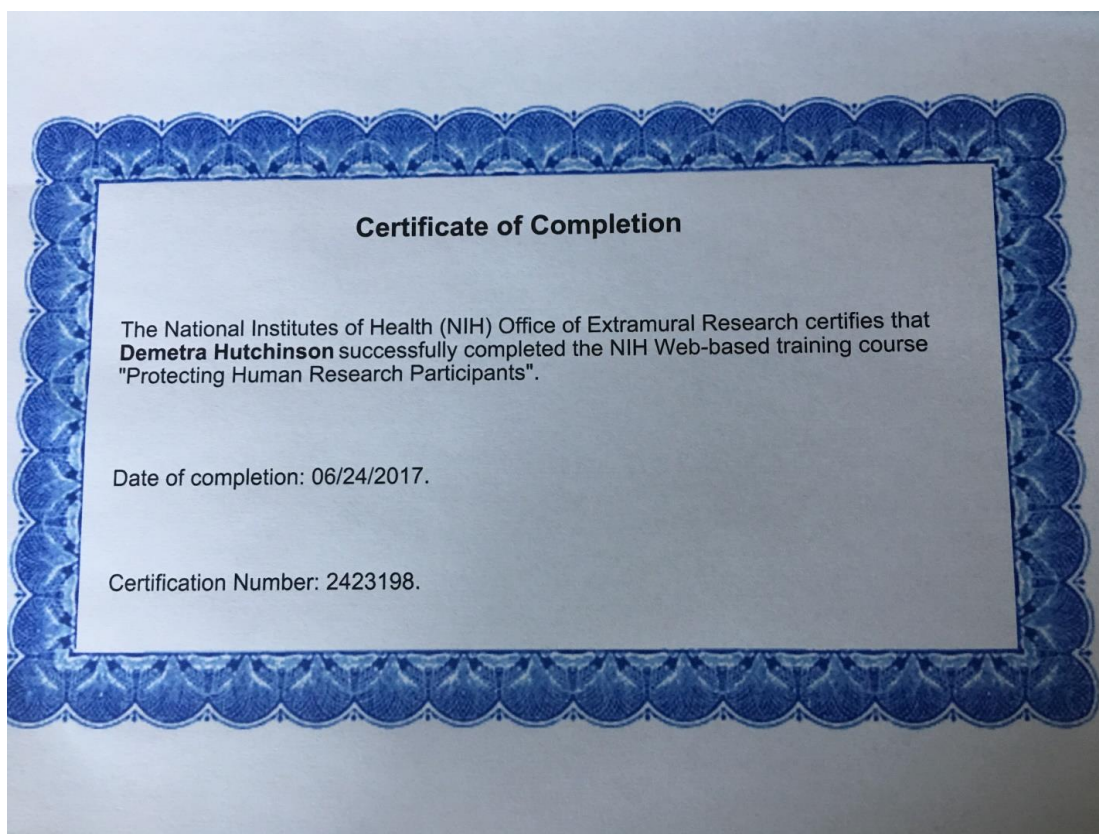 Certificate of Completion
The National Institutes of Health (NIH) Office of Extramural Research certifies that
Demetra Hutchinson successfully completed the NIH Web-based training course
"Protecting Human Research Participants".
Date of completion: 06/24/2017.
Certification Number: 2423198.